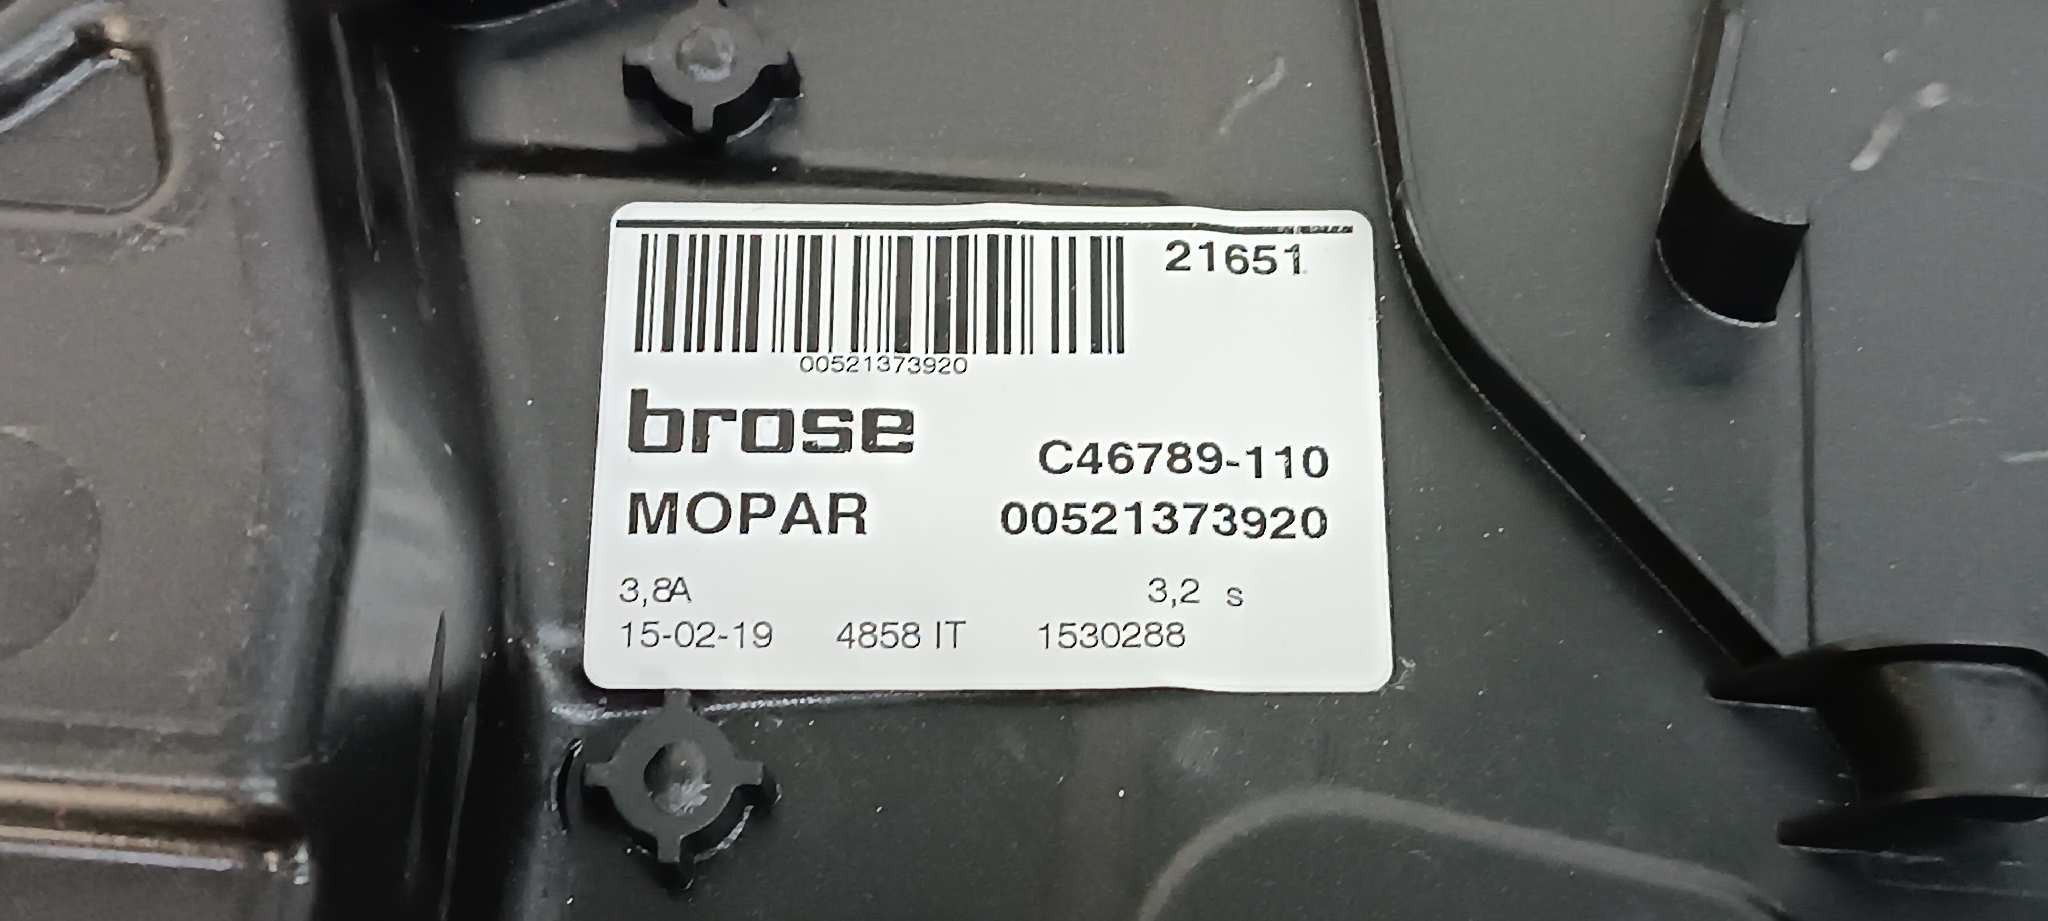 21651
00521373920
brose
C46789-110
MOPAR 00521373920
3,8A 3,2 s
15-02-19 4858 IT 1530288